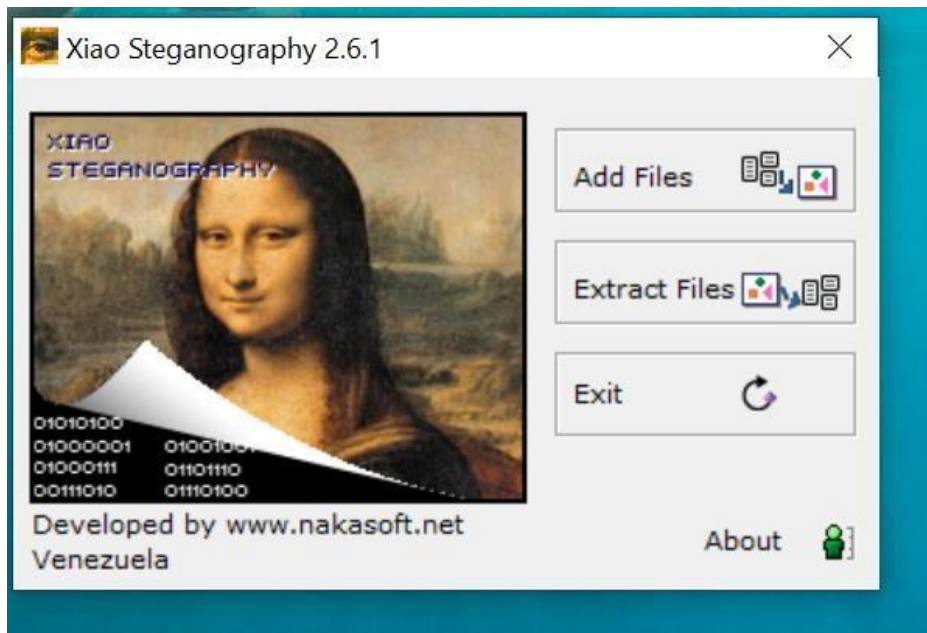 Xiao Steganography 2.6.1
XIAO
STEGANOGRAPHY
Add Files
Extract Files
Exit
01010100
01000001
01000111 01101110
00111010 01110100
Developed by www.nakasoft.net
Venezuela
About